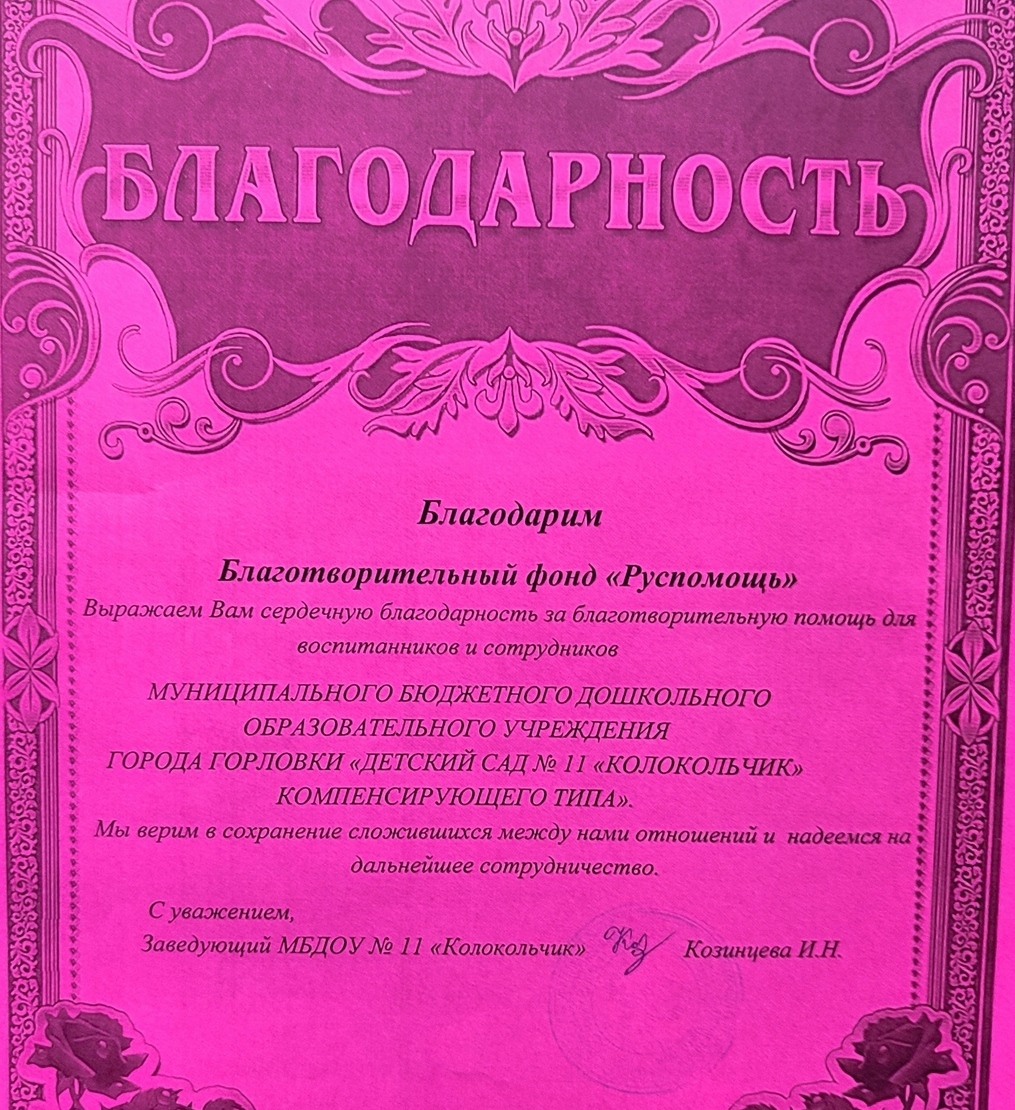 БЛАГОДАРНОСТЬ
Благодарим
Благотворительный фонд «Руспомощь»
Выражаем Вам сердечную благодарность за благотворительную помощь для
воспитанников и сотрудников
МУНИЦИПАЛЬНОГО БЮДЖЕТНОГО ДОШКОЛЬНОГО
ОБРАЗОВАТЕЛЬНОГО УЧРЕЖДЕНИЯ
ГОРОДА ГОРЛОВКИ «ДЕТСКИЙ САД № 11 «КОЛОКОЛЬЧИК»
КОМПЕНСИРУЮЩЕГО ТИПА».
Мы верим в сохранение сложившихся между нами отношений и надеемся на
дальнейшее сотрудничество.
С уважением,
Заведующий МБДОУ № 11 «Колокольчик» Козинцева И.Н.